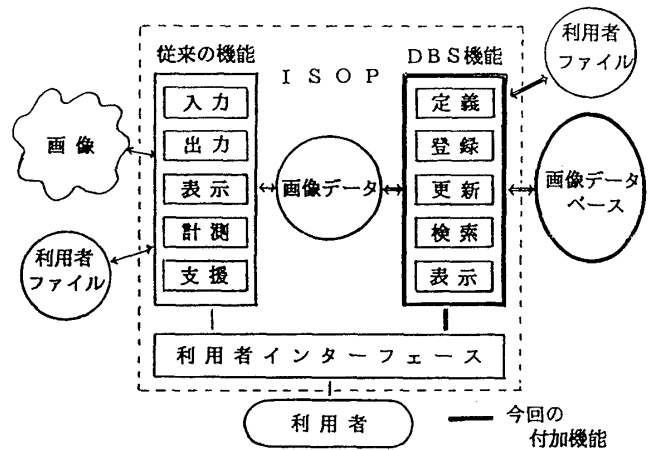 従来の機能
ISOP
DBS機能
利用者
ファイル
入力
出力
表示
計測
支援
画像
利用者
ファイル
画像データ
定義
登録
更新
検索
表示
画像データ
ベース
利用者インターフェース
利用者
今回の
付加機能